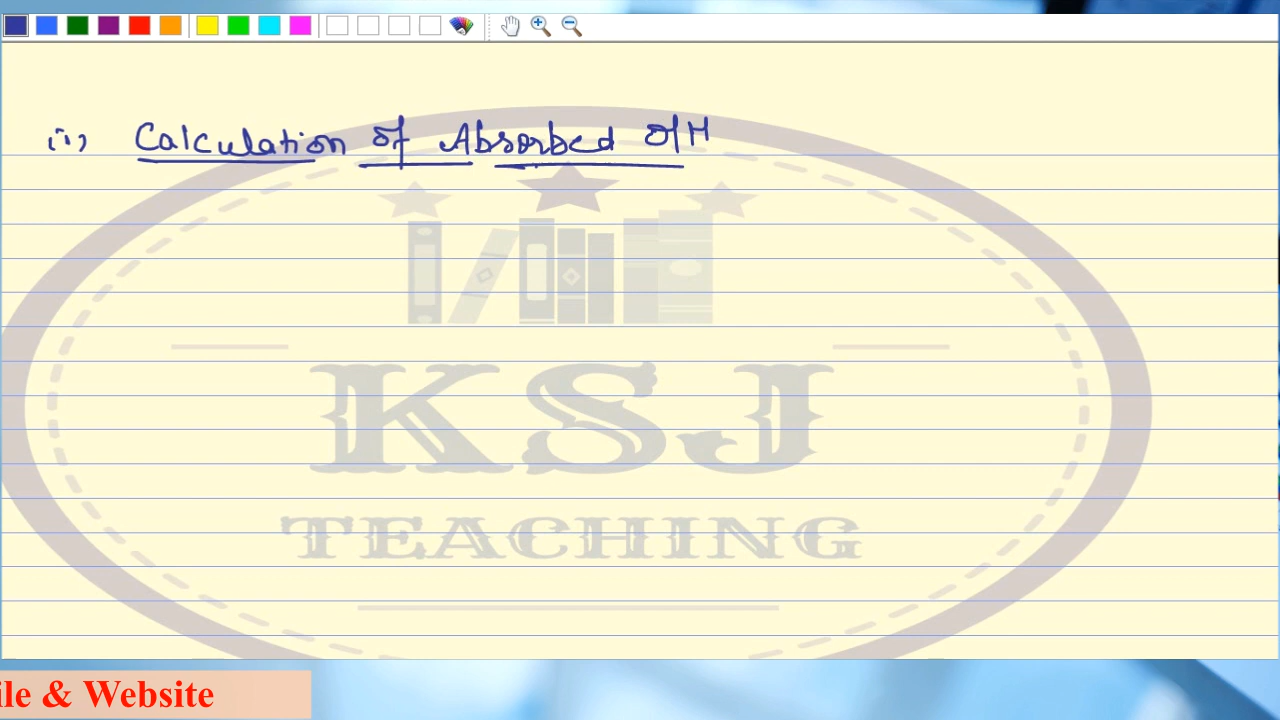 (i) Calculation of Absorbed O/H
KSJ
TEACHING
ile & Website